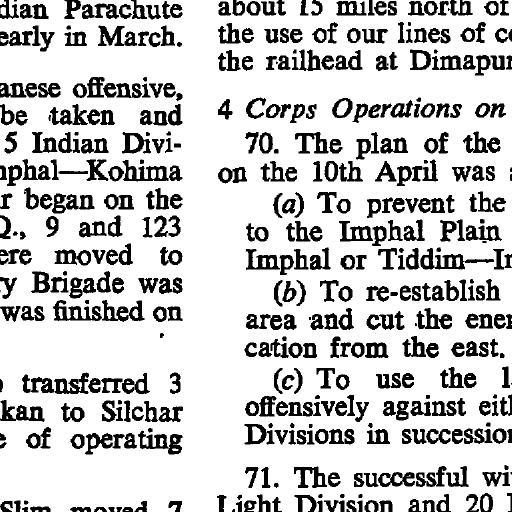 dian Parachute
early in March.
anese offensive,
be taken and
5 Indian Divi-
nphal—Kohima
r began on the
Q., 9 and 123
ere moved to
ry Brigade was
was finished on
transferred 3
kan to Silchar
e of operating
Slim moved 7
about 15 miles north of
the use of our lines of co
the railhead at Dimapur
4 Corps Operations on
70. The plan of the
on the 10th April was a
(a) To prevent the
to the Imphal Plain
Imphal or Tiddim—In
(b) To re-establish
area and cut the ener
cation from the east.
(c) To use the 1
offensively against eith
Divisions in succession
71. The successful wi
Light Division and 20 I